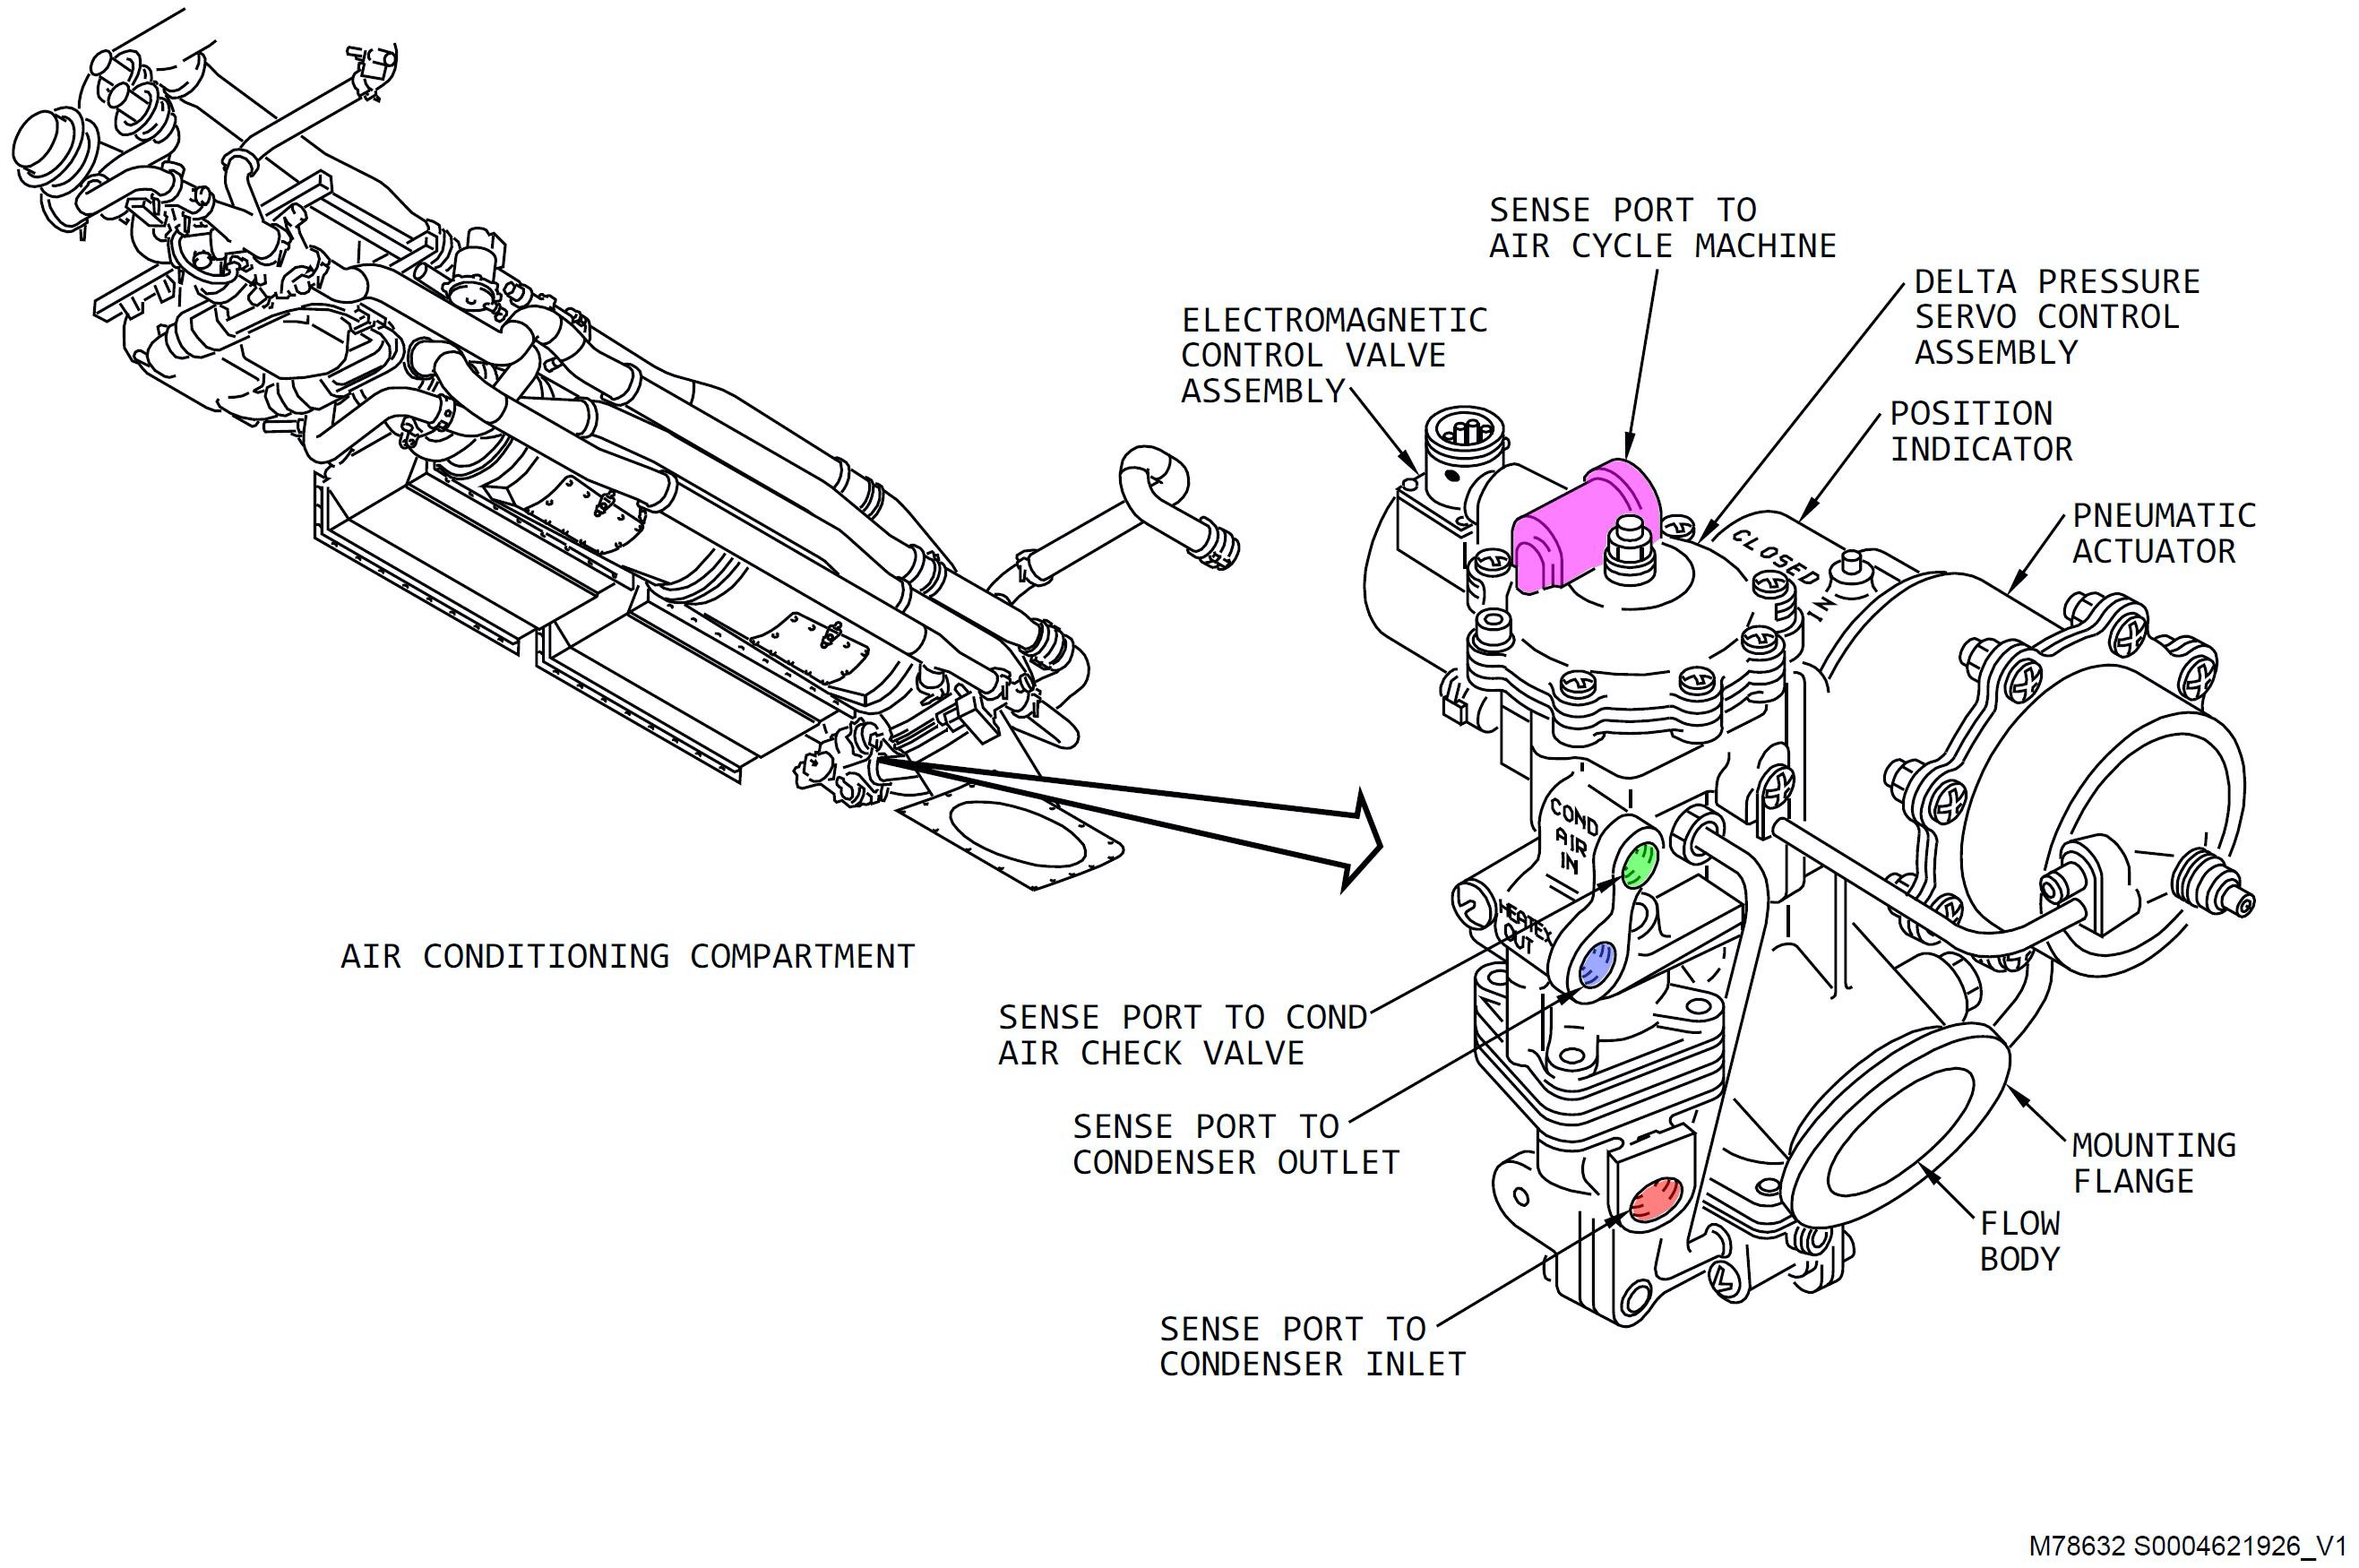 SENSE PORT TO
AIR CYCLE MACHINE
DELTA PRESSURE
SERVO CONTROL
ASSEMBLY
ELECTROMAGNETIC
CONTROL VALVE
ASSEMBLY
POSITION
INDICATOR
PNEUMATIC
ACTUATOR
CLOSED
IN
COND
AIR
IN
HEATEX
OUT
AIR CONDITIONING COMPARTMENT
SENSE PORT TO COND
AIR CHECK VALVE
SENSE PORT TO
CONDENSER OUTLET
MOUNTING
FLANGE
FLOW
BODY
SENSE PORT TO
CONDENSER INLET
M78632 S0004621926_V1